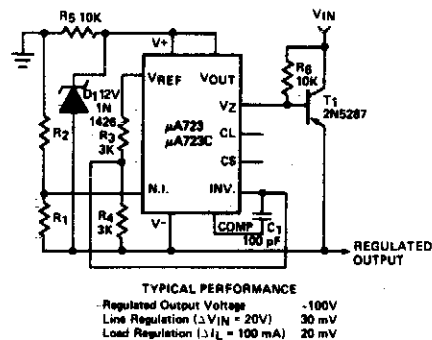 R5 10K
VIN
V+
VREF
VOUT
R6
10K
D1 12V
1N
1426
R3
3K
VZ
T1
2N5287
μA723
μA723C
CL
R2
CS
N.I.
INV.
R1
R4
3K
COMP
C1
100 pF
V-
REGULATED
OUTPUT
TYPICAL PERFORMANCE
Regulated Output Voltage -100V
Line Regulation (ΔVIN = 20V) 30 mV
Load Regulation (ΔIL = 100 mA) 20 mV